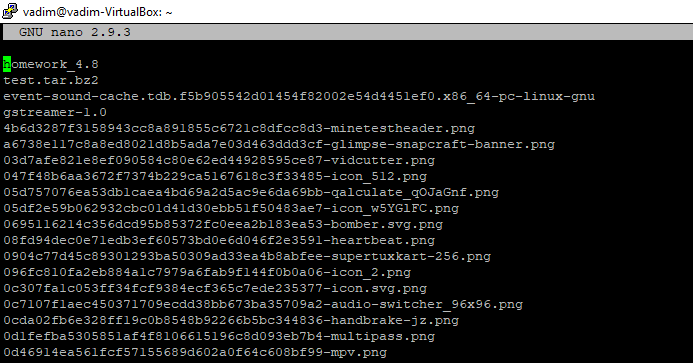 vadim@vadim-VirtualBox: ~
GNU nano 2.9.3
homework_4.8
test.tar.bz2
event-sound-cache.tdb.f5b905542d01454f82002e54d4451ef0.x86_64-pc-linux-gnu
gstreamer-1.0
4b6d3287f3158943cc8a891855c6721c8dfcc8d3-minetestheader.png
a6738e117c8a8ed8021d8b5ada7e03d463ddd3cf-glimpse-snapcraft-banner.png
03d7afe821e8ef090584c80e62ed44928595ce87-vidcutter.png
047f48b6aa3672f7374b229ca5167618c3f33485-icon_512.png
05d757076ea53db1caea4bd69a2d5ac9e6da69bb-qalculate_qOJaGnf.png
05df2e59b062932cbc01d41d30ebb51f50483ae7-icon_w5YG1FC.png
0695116214c356dcd95b85372fc0eea2b183ea53-bomber.svg.png
08fd94dec0e71edb3ef60573bd0e6d046f2e3591-heartbeat.png
0904c77d45c89301293ba50309ad33ea4b8abfee-supertuxkart-256.png
096fc810fa2eb884a1c7979a6fab9f144f0b0a06-icon_2.png
0c307fa1c053ff34fcf9384ecf365c7ede235377-icon.svg.png
0c7107f1aec450371709ecdd38bb673ba35709a2-audio-switcher_96x96.png
0cda02fb6e328ff19c0b8548b92266b5bc344836-handbrake-jz.png
0d1fefba5305851af4f8106615196c8d093eb7b4-multipass.png
0d46914ea561fcf57155689d602a0f64c608bf99-mpv.png